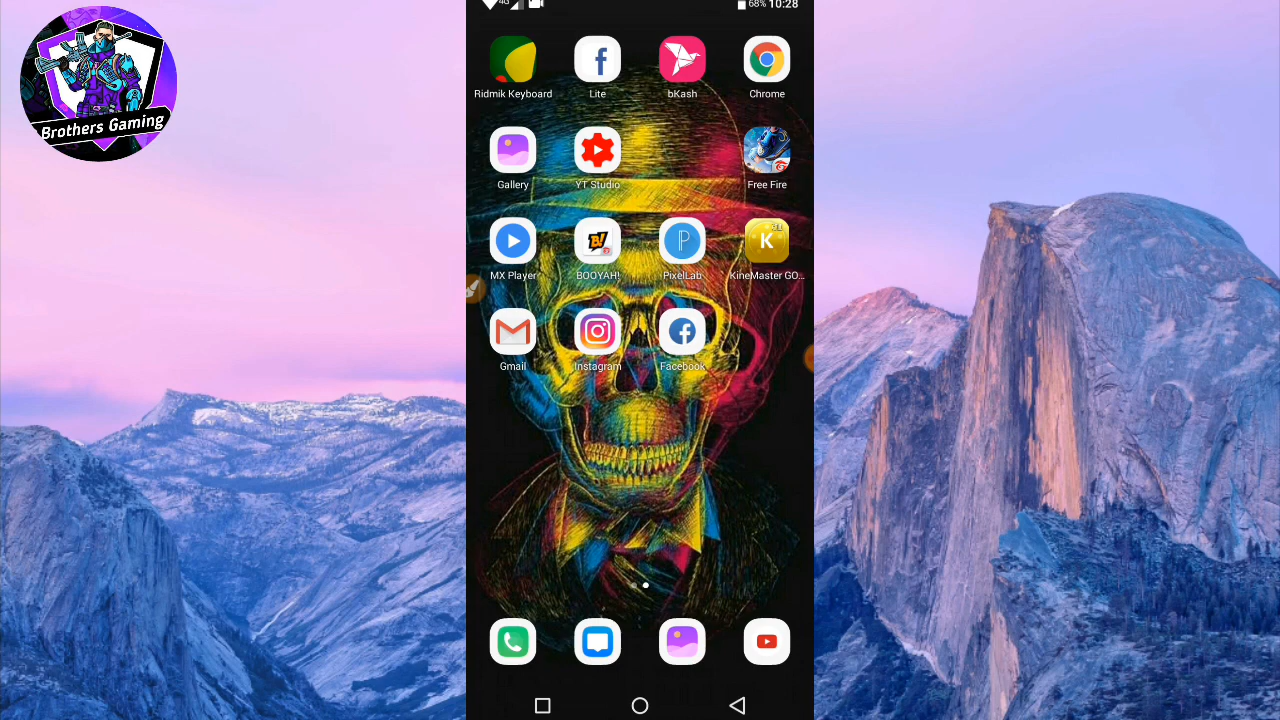 Brothers Gaming
4G
68% 10:28
Ridmik Keyboard
Lite
bKash
Chrome
Gallery
YT Studio
Free Fire
MX Player
BOOYAH!
PixelLab
KineMaster GO...
Gmail
Instagram
Facebook